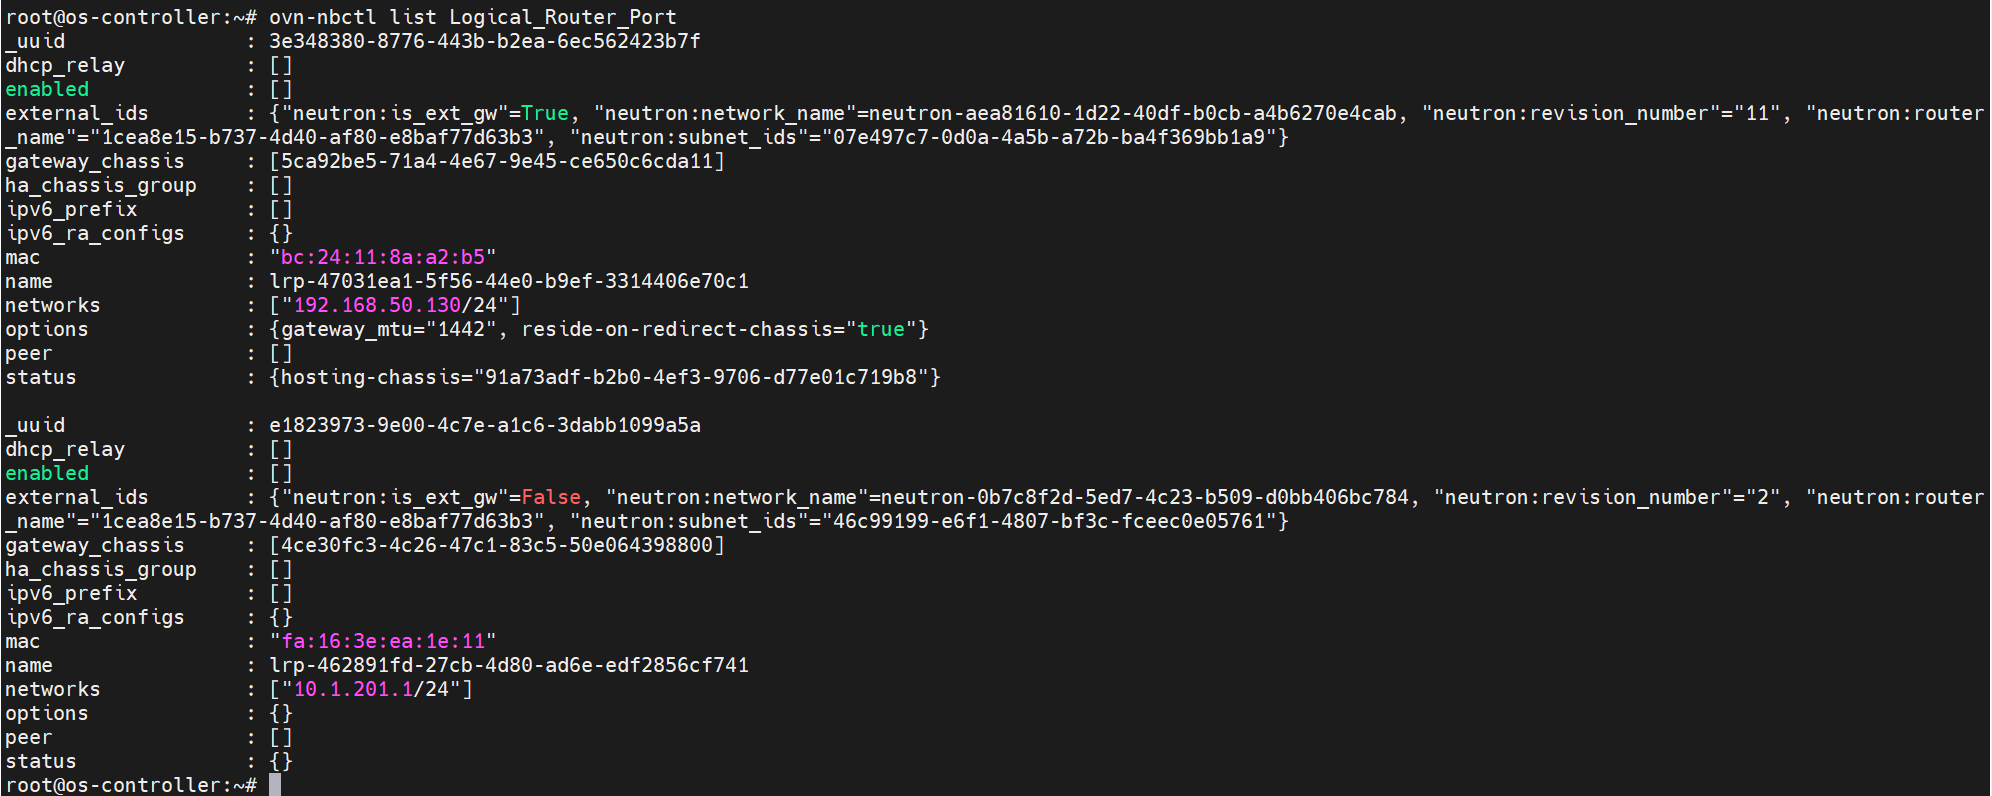 root@os-controller:~# ovn-nbctl list Logical_Router_Port
_uuid               : 3e348380-8776-443b-b2ea-6ec562423b7f
dhcp_relay          : []
enabled             : []
external_ids        : {"neutron:is_ext_gw"=True, "neutron:network_name"=neutron-aea81610-1d22-40df-b0cb-a4b6270e4cab, "neutron:revision_number"="11", "neutron:router
_name"="1cea8e15-b737-4d40-af80-e8baf77d63b3", "neutron:subnet_ids"="07e497c7-0d0a-4a5b-a72b-ba4f369bb1a9"}
gateway_chassis     : [5ca92be5-71a4-4e67-9e45-ce650c6cda11]
ha_chassis_group    : []
ipv6_prefix         : []
ipv6_ra_configs     : {}
mac                 : "bc:24:11:8a:a2:b5"
name                : lrp-47031ea1-5f56-44e0-b9ef-3314406e70c1
networks            : ["192.168.50.130/24"]
options             : {gateway_mtu="1442", reside-on-redirect-chassis="true"}
peer                : []
status              : {hosting-chassis="91a73adf-b2b0-4ef3-9706-d77e01c719b8"}

_uuid               : e1823973-9e00-4c7e-a1c6-3dabb1099a5a
dhcp_relay          : []
enabled             : []
external_ids        : {"neutron:is_ext_gw"=False, "neutron:network_name"=neutron-0b7c8f2d-5ed7-4c23-b509-d0bb406bc784, "neutron:revision_number"="2", "neutron:router
_name"="1cea8e15-b737-4d40-af80-e8baf77d63b3", "neutron:subnet_ids"="46c99199-e6f1-4807-bf3c-fceec0e05761"}
gateway_chassis     : [4ce30fc3-4c26-47c1-83c5-50e064398800]
ha_chassis_group    : []
ipv6_prefix         : []
ipv6_ra_configs     : {}
mac                 : "fa:16:3e:ea:1e:11"
name                : lrp-462891fd-27cb-4d80-ad6e-edf2856cf741
networks            : ["10.1.201.1/24"]
options             : {}
peer                : []
status              : {}
root@os-controller:~#